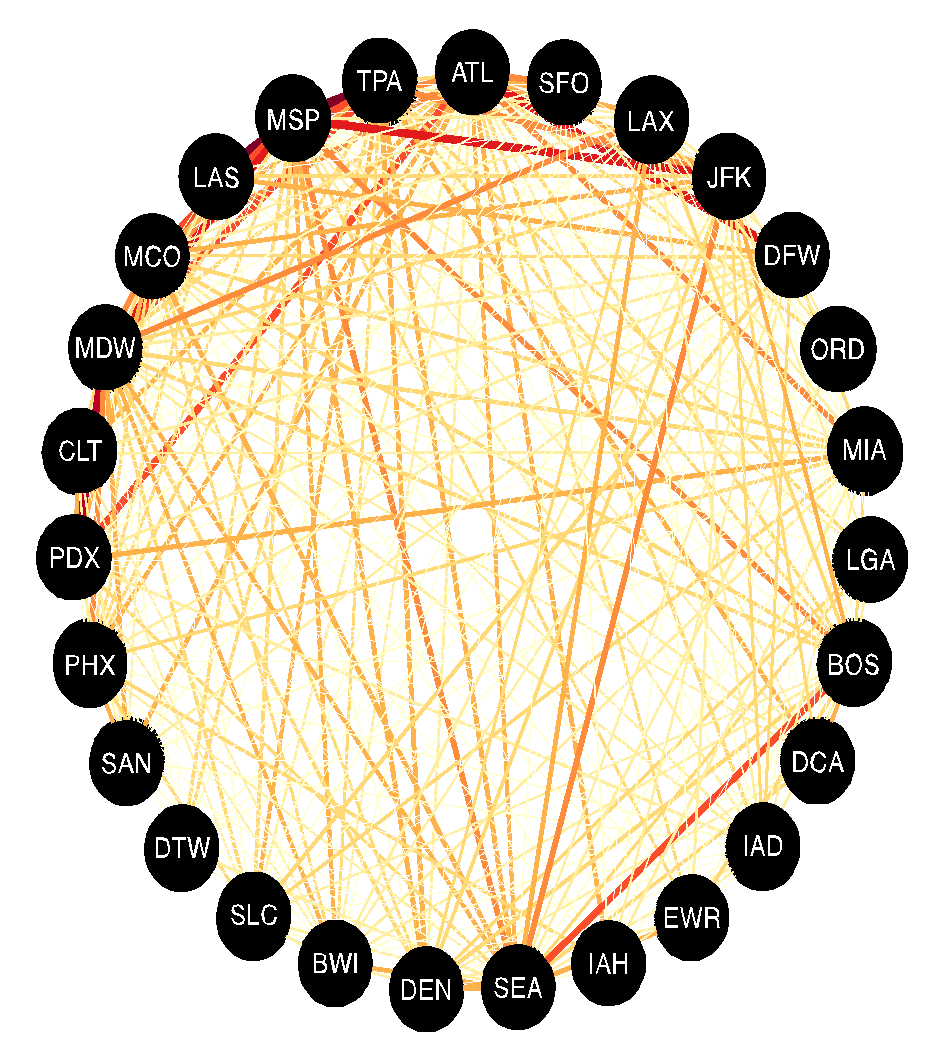 ATL
TPA
SFO
MSP
LAX
LAS
JFK
MCO
DFW
MDW
ORD
CLT
MIA
PDX
LGA
PHX
BOS
SAN
DCA
DTW
IAD
SLC
EWR
BWI
IAH
DEN
SEA